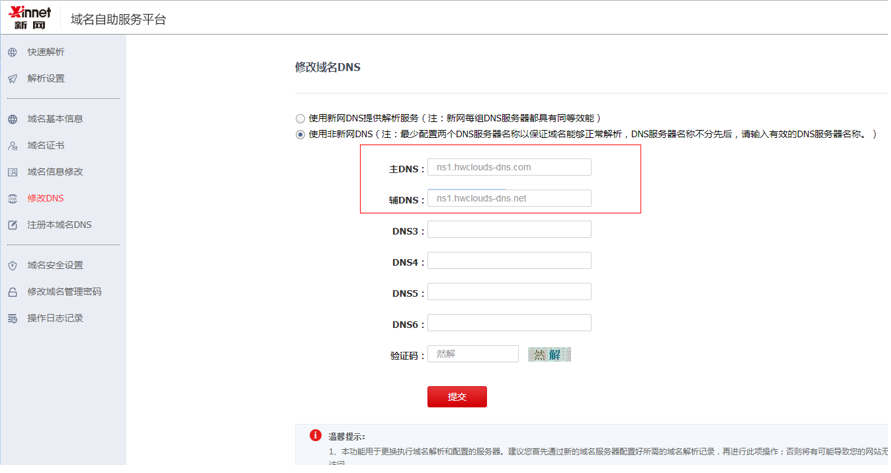 Xinnet
新 网
域名自助服务平台
快速解析
解析设置
域名基本信息
域名证书
域名信息修改
修改DNS
注册本域名DNS
域名安全设置
修改域名管理密码
操作日志记录
修改域名DNS
使用新网DNS提供解析服务（注：新网每组DNS服务器都具有同等效能）
使用非新网DNS（注：最少配置两个DNS服务器名称以保证域名能够正常解析，DNS服务器名称不分先后，请输入有效的DNS服务器名称。）
主DNS： ns1.hwclouds-dns.com
辅DNS： ns1.hwclouds-dns.net
DNS3：
DNS4：
DNS5：
DNS6：
验证码： 然解 然 解
提交
温馨提示:
1、本功能用于更换执行域名解析和配置的服务器。建议您首先通过新的域名服务器配置好所需的域名解析记录，再进行此项操作；否则将有可能导致您的网站无
访问。